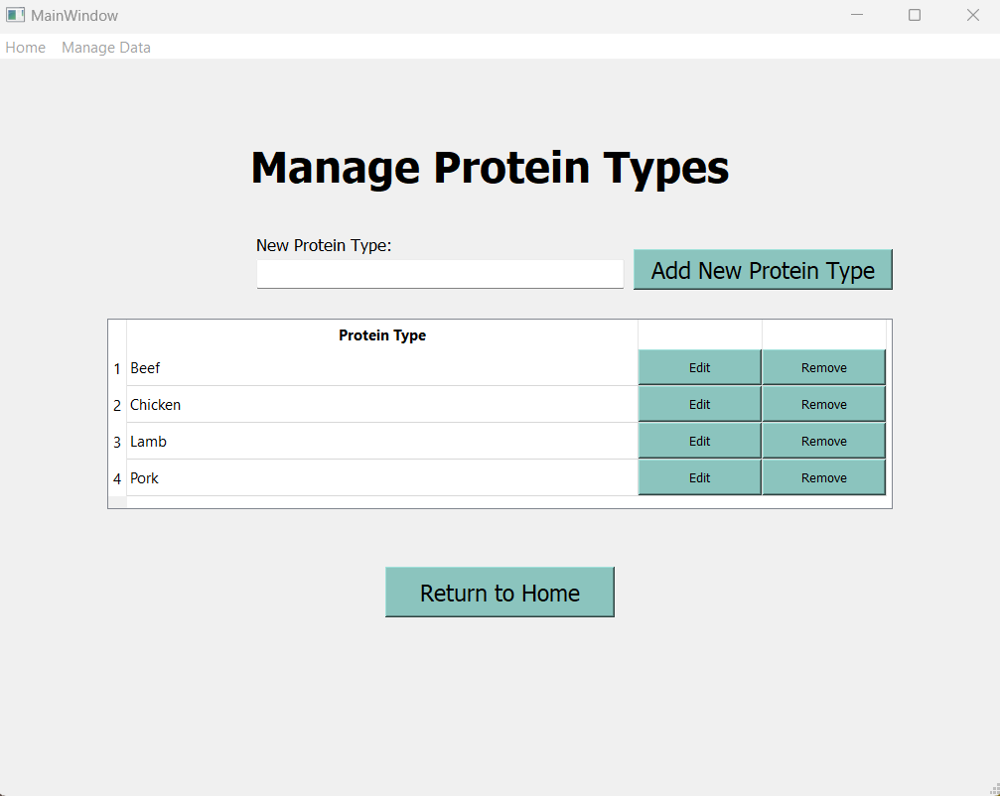 MainWindow
Home Manage Data
Manage Protein Types
New Protein Type:
Add New Protein Type
Protein Type
1 Beef Edit Remove
2 Chicken Edit Remove
3 Lamb Edit Remove
4 Pork Edit Remove
Return to Home